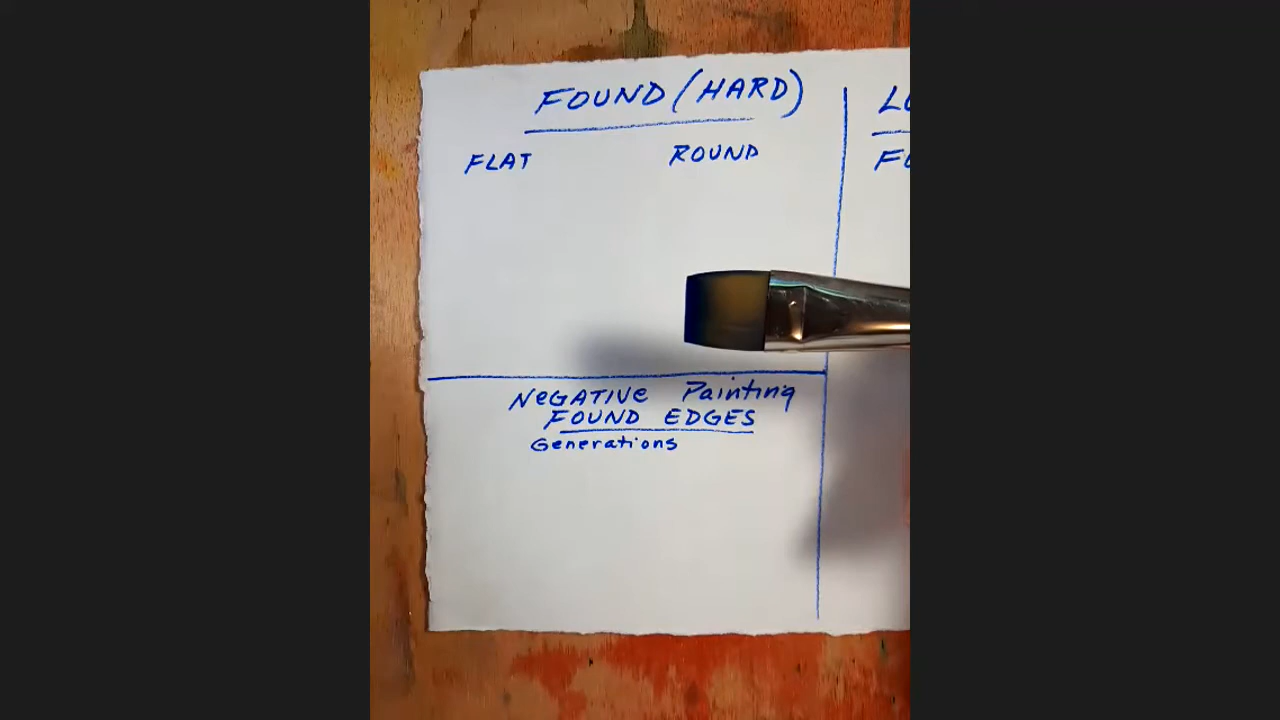 FOUND (HARD)
FLAT ROUND
NeGATIVe Painting
FOUND EDGES
Generations